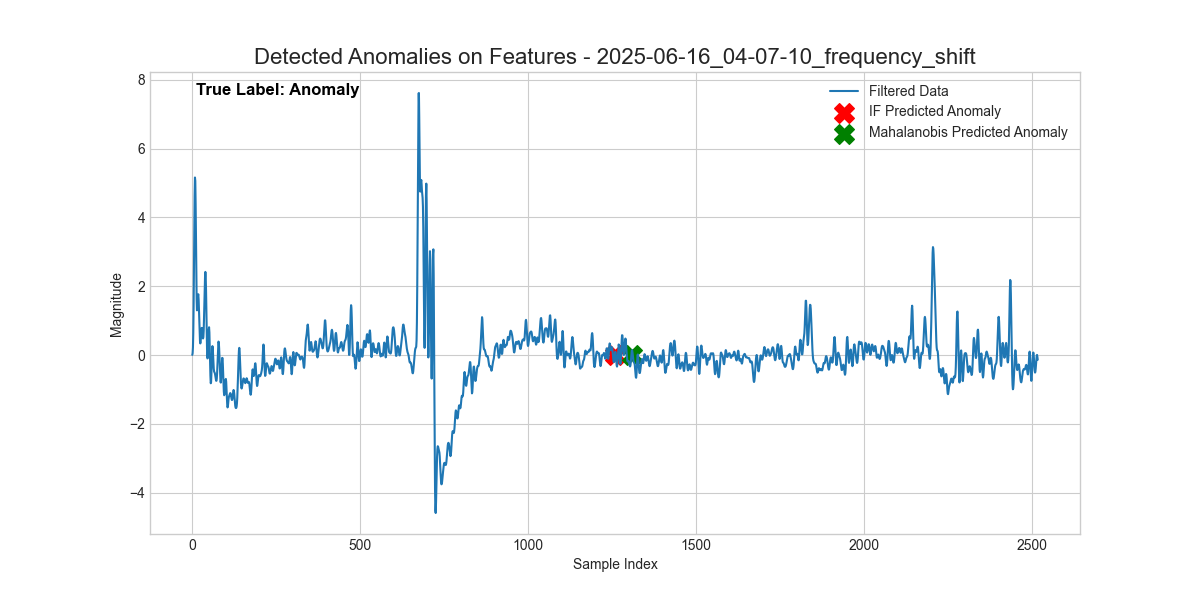 Detected Anomalies on Features - 2025-06-16_04-07-10_frequency_shift
True Label: Anomaly
Filtered Data
IF Predicted Anomaly
Mahalanobis Predicted Anomaly
Magnitude
8
6
4
2
0
−2
−4
0 500 1000 1500 2000 2500
Sample Index